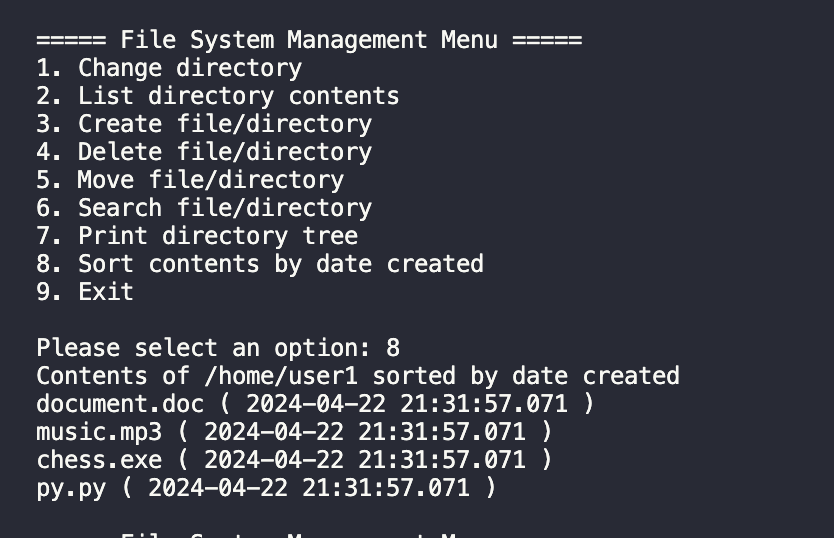 ===== File System Management Menu =====
1. Change directory
2. List directory contents
3. Create file/directory
4. Delete file/directory
5. Move file/directory
6. Search file/directory
7. Print directory tree
8. Sort contents by date created
9. Exit
Please select an option: 8
Contents of /home/user1 sorted by date created
document.doc ( 2024-04-22 21:31:57.071 )
music.mp3 ( 2024-04-22 21:31:57.071 )
chess.exe ( 2024-04-22 21:31:57.071 )
py.py ( 2024-04-22 21:31:57.071 )